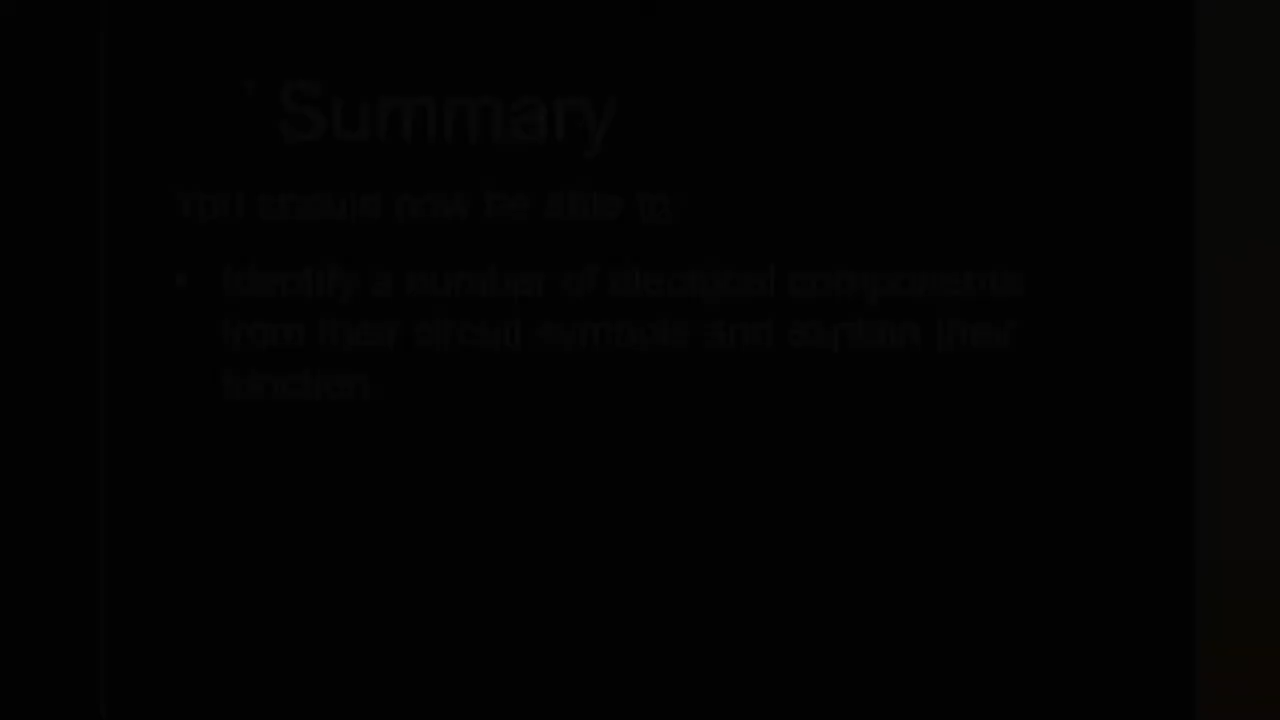 Summary
You should now be able to:
• Identify a number of electrical components
from their circuit symbols and explain their
function.